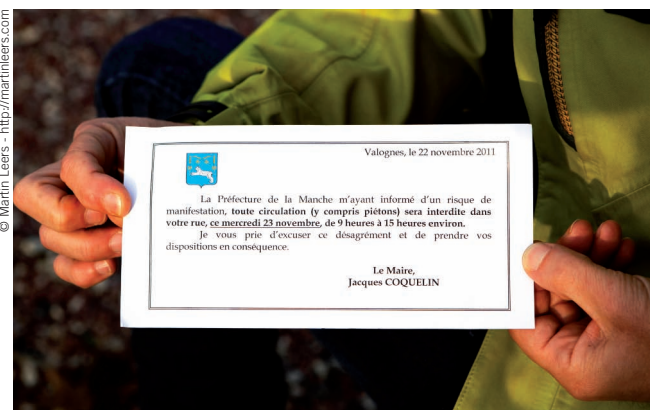 © Martin Leers - http://martinleers.com
Valognes, le 22 novembre 2011
La Préfecture de la Manche m'ayant informé d'un risque de
manifestation, toute circulation (y compris piétons) sera interdite dans
votre rue, ce mercredi 23 novembre, de 9 heures à 15 heures environ.
Je vous prie d'excuser ce désagrément et de prendre vos
dispositions en conséquence.
Le Maire,
Jacques COQUELIN